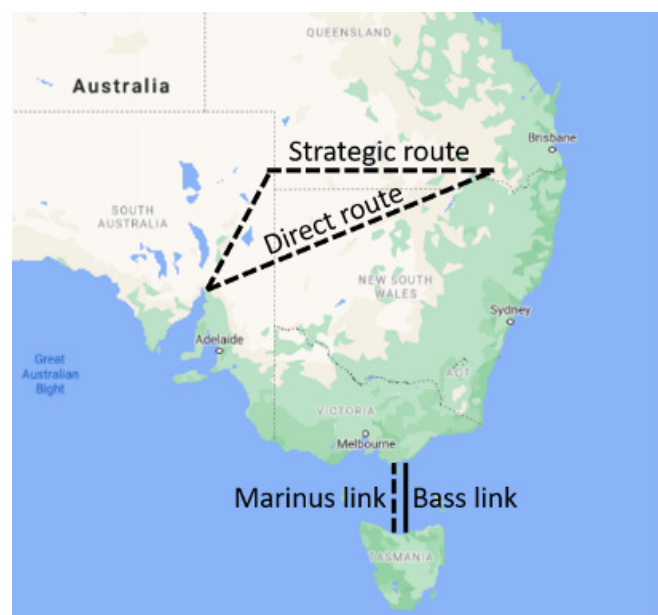 QUEENSLAND
Australia
Brisbane
Strategic route
Direct route
SOUTH
AUSTRALIA
NEW SOUTH
WALES
Sydney
Adelaide
Great
Australian
Bight
ACT
VICTORIA
Melbourne
Marinus link
Bass link
TASMANIA